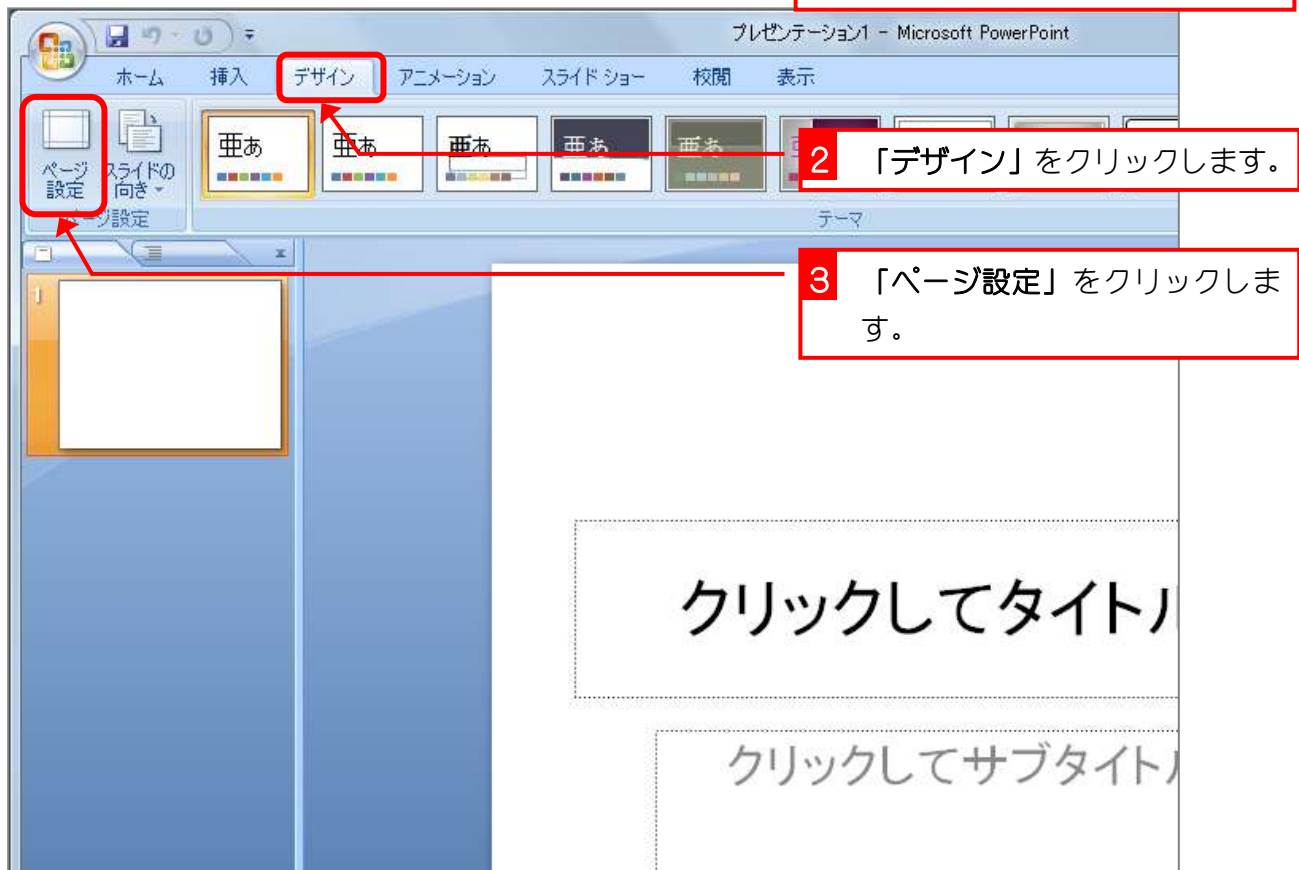 プレゼンテーション1 - Microsoft PowerPoint
ホーム 挿入 デザイン アニメーション スライド ショー 校閲 表示
亜あ 亜あ 亜あ 亜あ 亜あ
ページ
設定
スライドの
向き
ページ設定
テーマ
2 「デザイン」をクリックします。
3 「ページ設定」をクリックしま
す。
1
クリックしてタイトル
クリックしてサブタイト